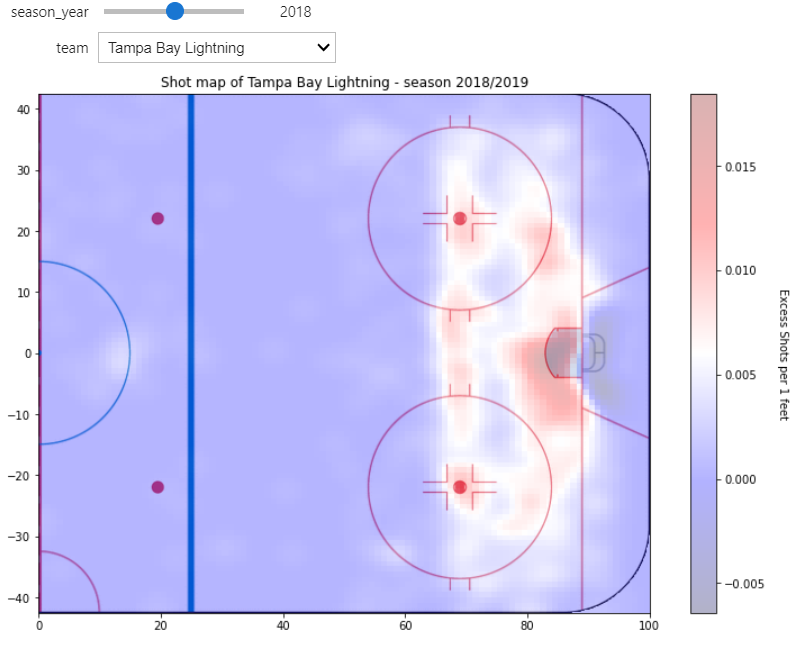 season_year 2018
team Tampa Bay Lightning
Shot map of Tampa Bay Lightning - season 2018/2019
40
30
20
10
0
−10
−20
−30
−40
0 20 40 60 80 100
0.015
0.010
0.005
0.000
−0.005
Excess Shots per 1 feet